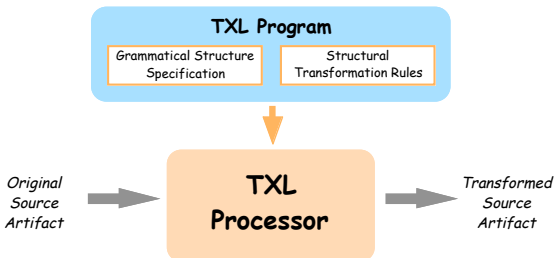 TXL Program
Grammatical Structure
Specification
Structural
Transformation Rules
Original
Source
Artifact
TXL
Processor
Transformed
Source
Artifact